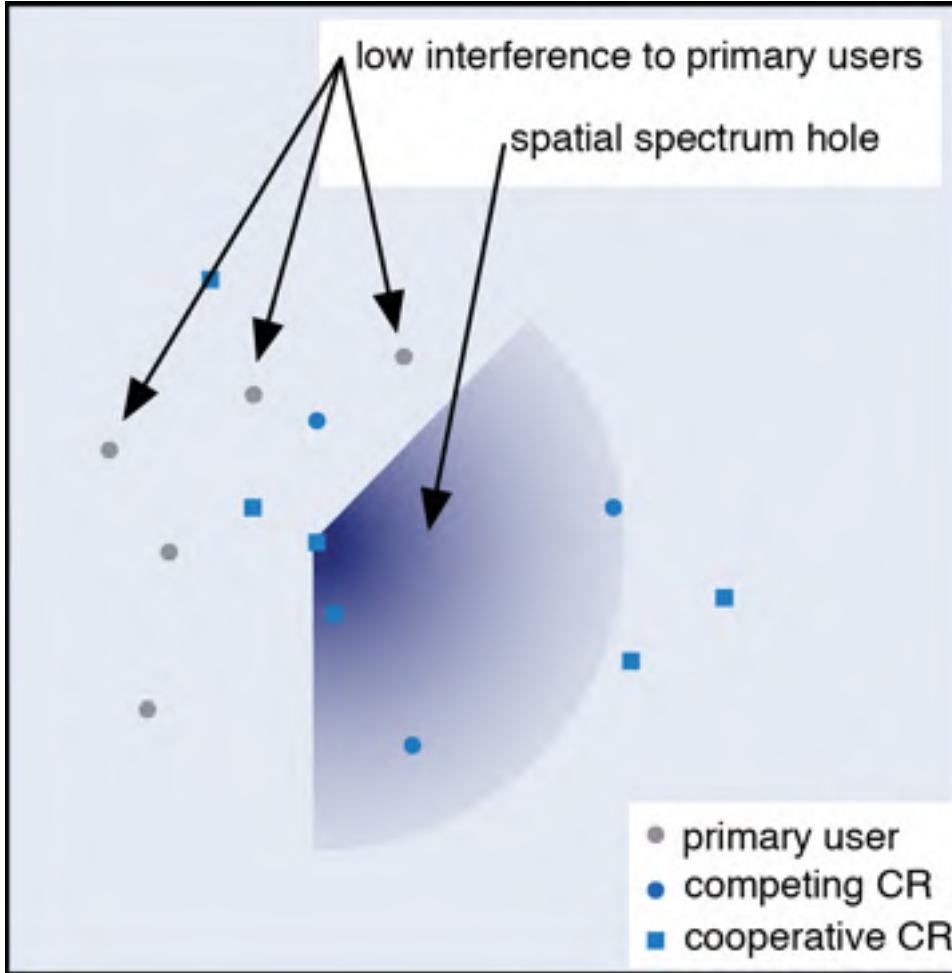 low interference to primary users
spatial spectrum hole
primary user
competing CR
cooperative CR